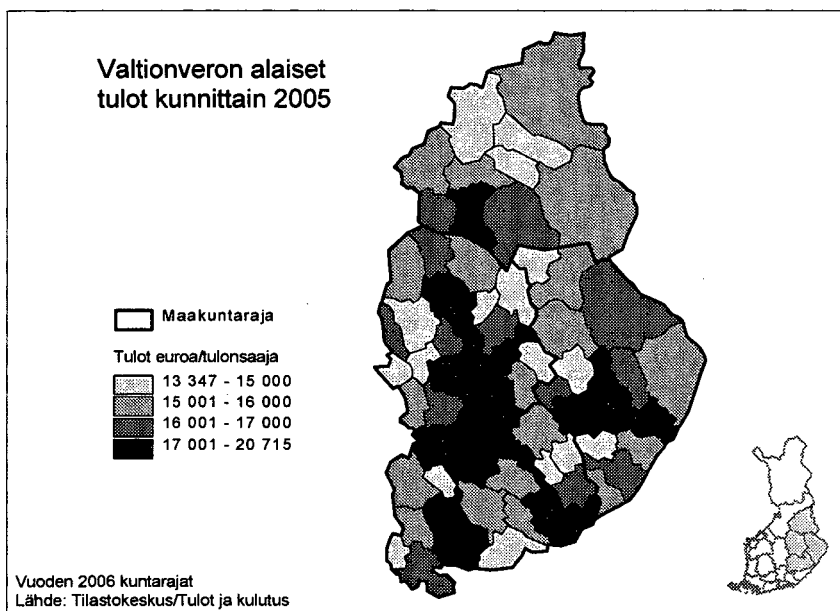 Valtionveron alaiset
tulot kunnittain 2005
Maakuntaraja
Tulot euroa/tulonsaaja
13 347 - 15 000
15 001 - 16 000
16 001 - 17 000
17 001 - 20 715
Vuoden 2006 kuntarajat
Lähde: Tilastokeskus/Tulot ja kulutus